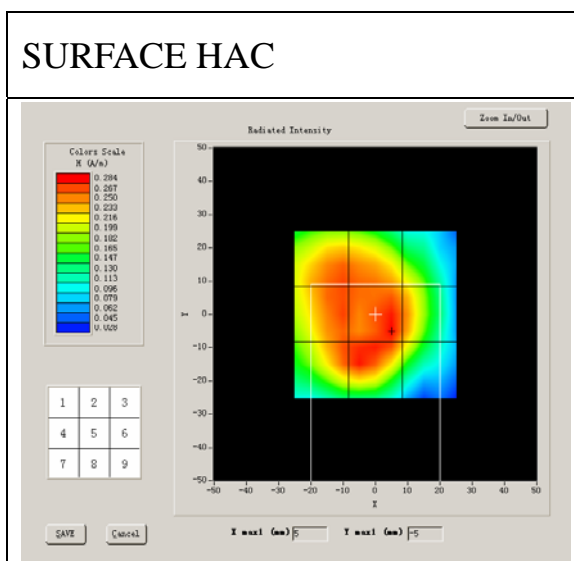 SURFACE HAC
Zoom In/Out
Radiated Intensity
Colors Scale
H (A/m)
0.284
0.267
0.250
0.233
0.216
0.199
0.182
0.165
0.147
0.130
0.113
0.096
0.079
0.062
0.045
0.028
50
40
30
20
10
0
-10
-20
-30
-40
-50
Y
-50 -40 -30 -20 -10 0 10 20 30 40 50
X
1 2 3
4 5 6
7 8 9
SAVE Cancel
X max1 (mm) 5 Y max1 (mm) -5